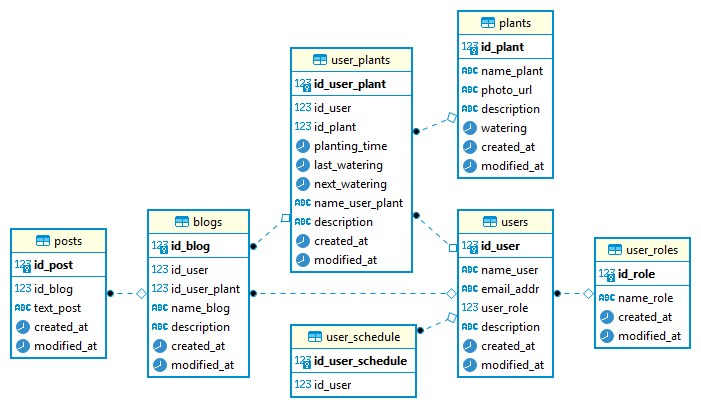 plants
123 id_plant
ABC name_plant
ABC photo_url
ABC description
watering
created_at
modified_at
user_plants
123 id_user_plant
123 id_user
123 id_plant
planting_time
last_watering
next_watering
ABC name_user_plant
ABC description
created_at
modified_at
blogs
123 id_blog
123 id_user
123 id_user_plant
ABC name_blog
ABC description
created_at
modified_at
users
123 id_user
ABC name_user
ABC email_addr
123 user_role
ABC description
created_at
modified_at
posts
123 id_post
123 id_blog
ABC text_post
created_at
modified_at
user_roles
123 id_role
ABC name_role
created_at
modified_at
user_schedule
123 id_user_schedule
123 id_user